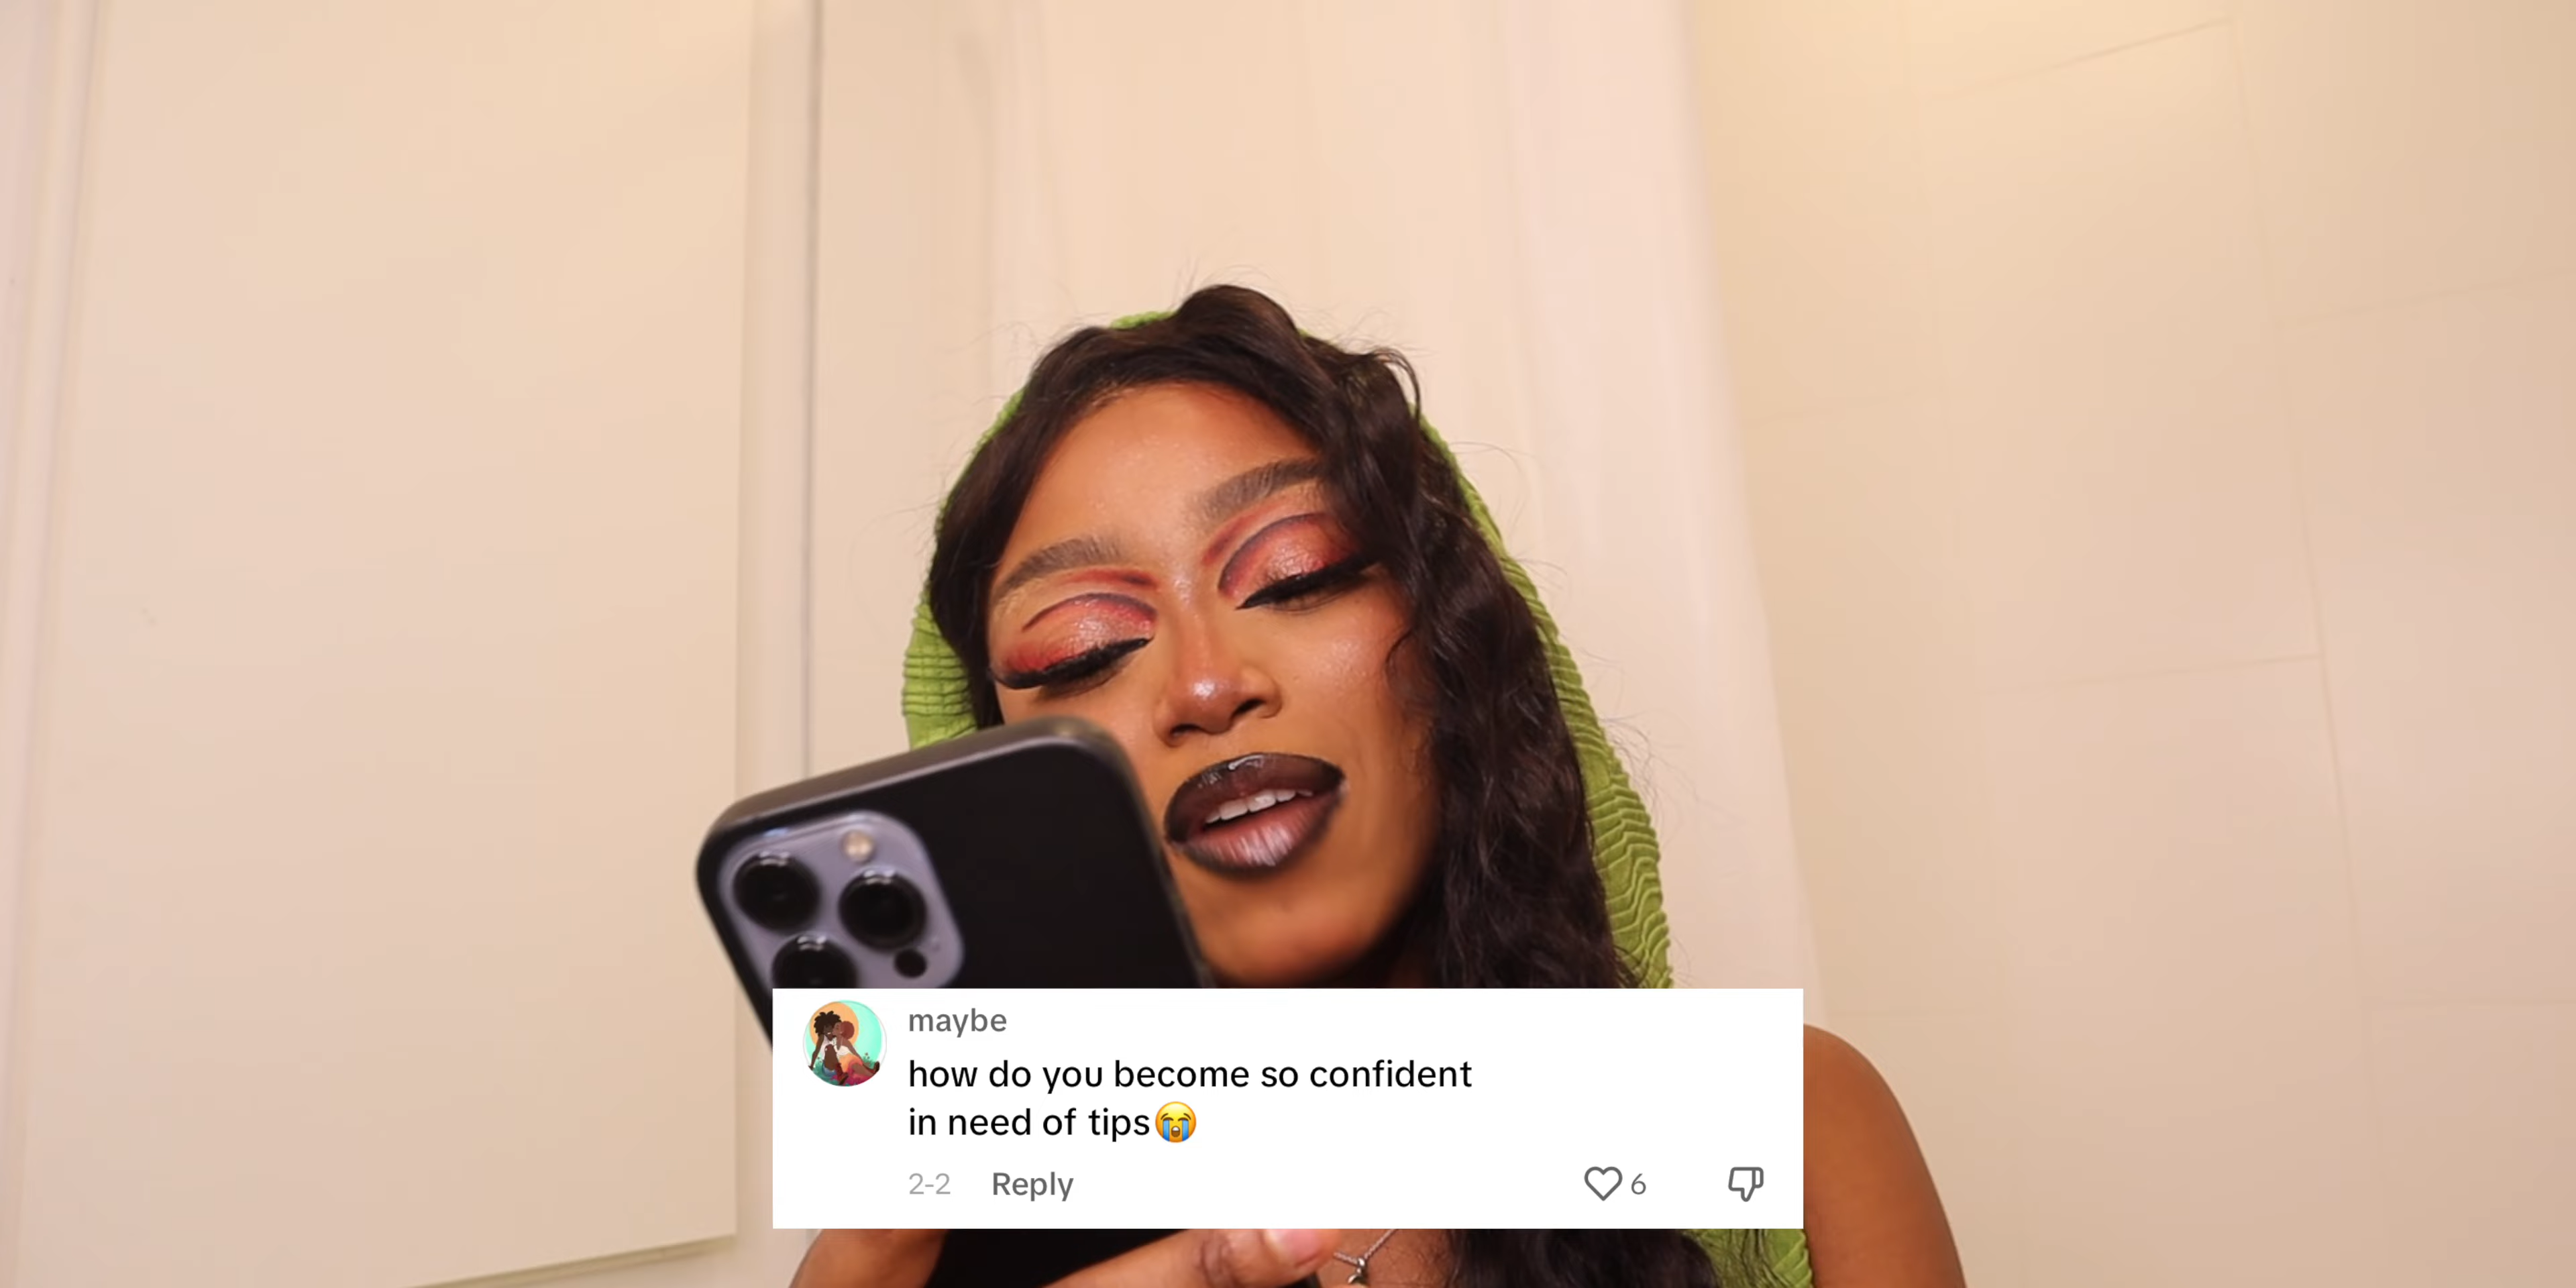 maybe
how do you become so confident
in need of tips😭
2-2 Reply 6